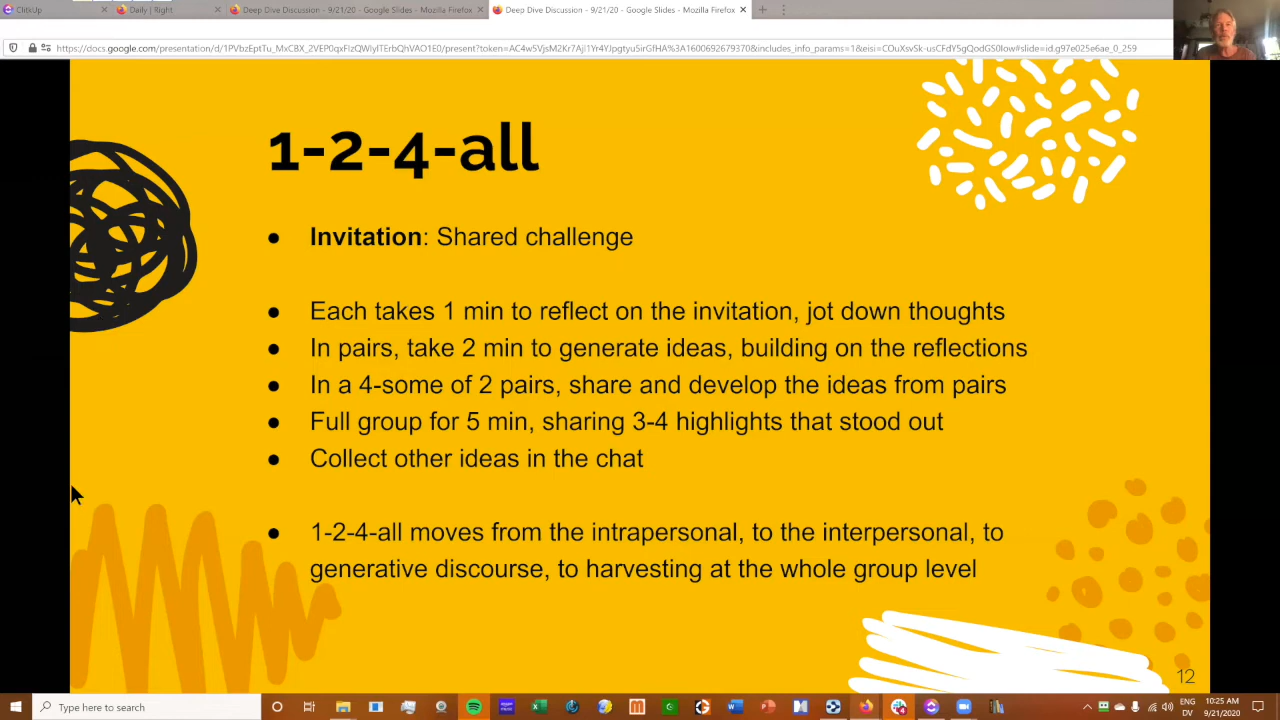 ClitkUp
Daily | Right
Deep Dive Discussion - 9/21/20 - Google Slides - Mozilla Firefox
Deep Dive Discussion - 9/21/20 - Google Slides - Mozilla Firefox
1-2-4-all
● Invitation: Shared challenge
● Each takes 1 min to reflect on the invitation, jot down thoughts
● In pairs, take 2 min to generate ideas, building on the reflections
● In a 4-some of 2 pairs, share and develop the ideas from pairs
● Full group for 5 min, sharing 3-4 highlights that stood out
● Collect other ideas in the chat
● 1-2-4-all moves from the intrapersonal, to the interpersonal, to
generative discourse, to harvesting at the whole group level
12
Type here to search
ENG
DV
10:25 AM
9/21/2020